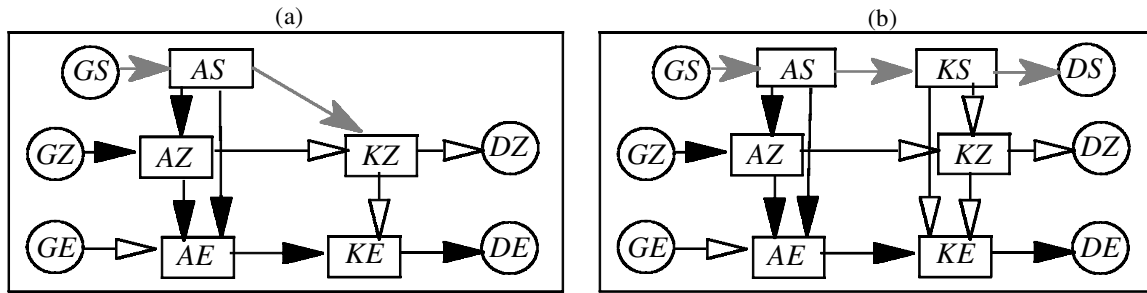 (a)
GS AS
GZ AZ KZ DZ
GE AE KE DE
(b)
GS AS KS DS
GZ AZ KZ DZ
GE AE KE DE